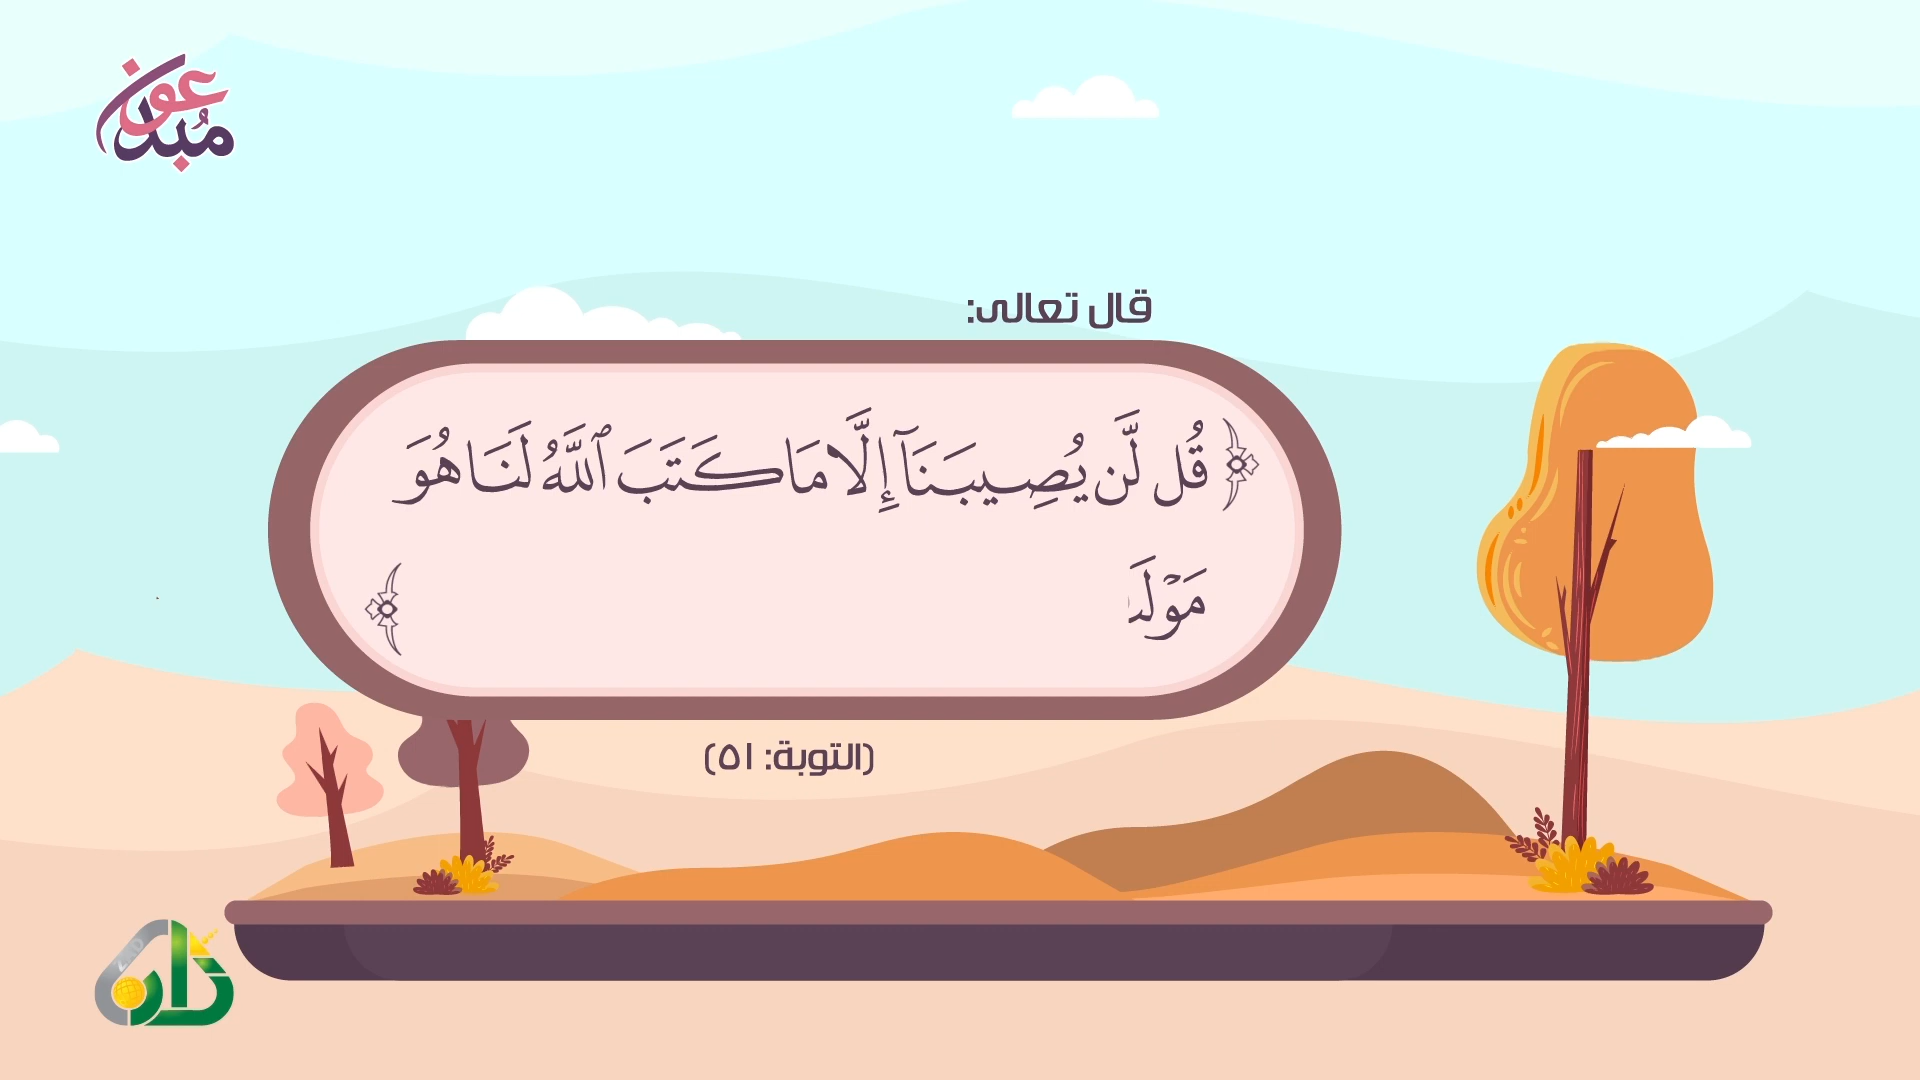 مبدعون
قال تعالى:
﴿قُل لَّن يُصِيبَنَآ إِلَّا مَا كَتَبَ ٱللَّهُ لَنَا هُوَ
مَوۡلَ ﴾
(التوبة: ٥١)